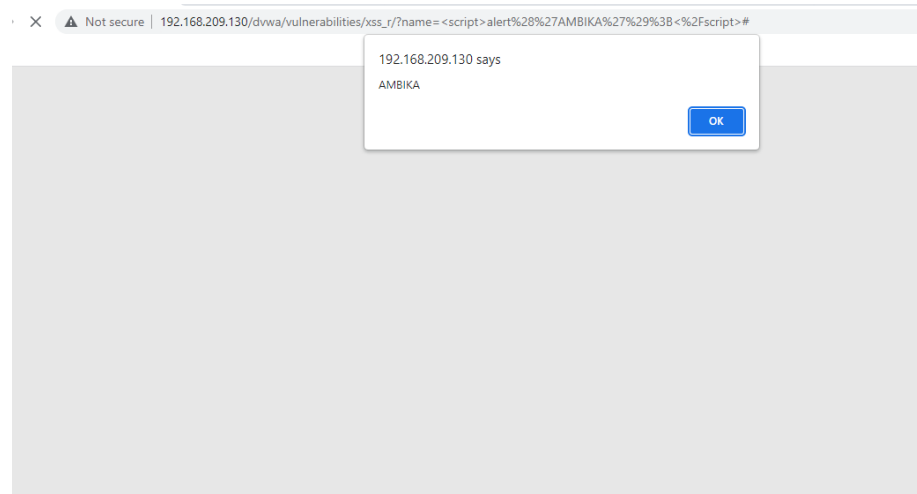 Not secure | 192.168.209.130/dvwa/vulnerabilities/xss_r/?name=<script>alert%28%27AMBIKA%27%29%3B<%2Fscript>#
192.168.209.130 says
AMBIKA
OK